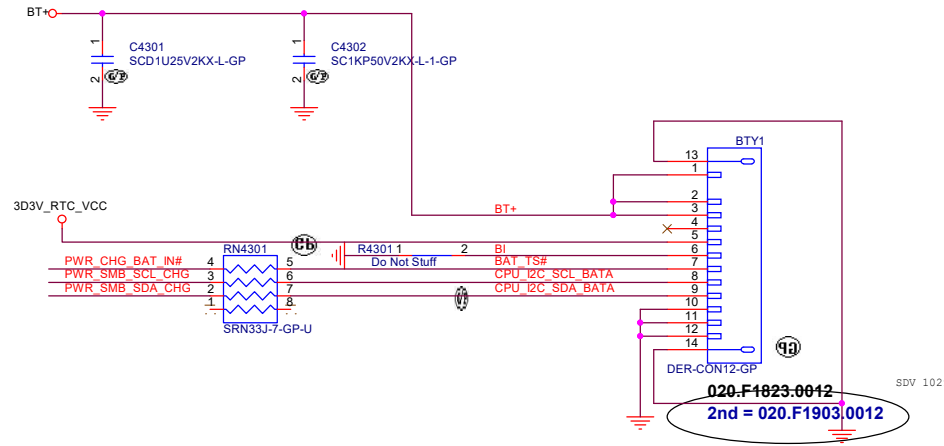 BT+
1
C4301
SCD1U25V2KX-L-GP
2
1
C4302
SC1KP50V2KX-L-1-GP
2
BTY1
13
1
2
3
4
5
6
7
8
9
10
11
12
14
BT+
3D3V_RTC_VCC
RN4301
R4301 1 2 BI
Do Not Stuff
BAT_TS#
PWR_CHG_BAT_IN# 4 5
PWR_SMB_SCL_CHG 3 6 CPU_I2C_SCL_BATA
PWR_SMB_SDA_CHG 2 7 CPU_I2C_SDA_BATA
1 8
SRN33J-7-GP-U
DER-CON12-GP
020.F1823.0012
2nd = 020.F1903.0012
SDV 102